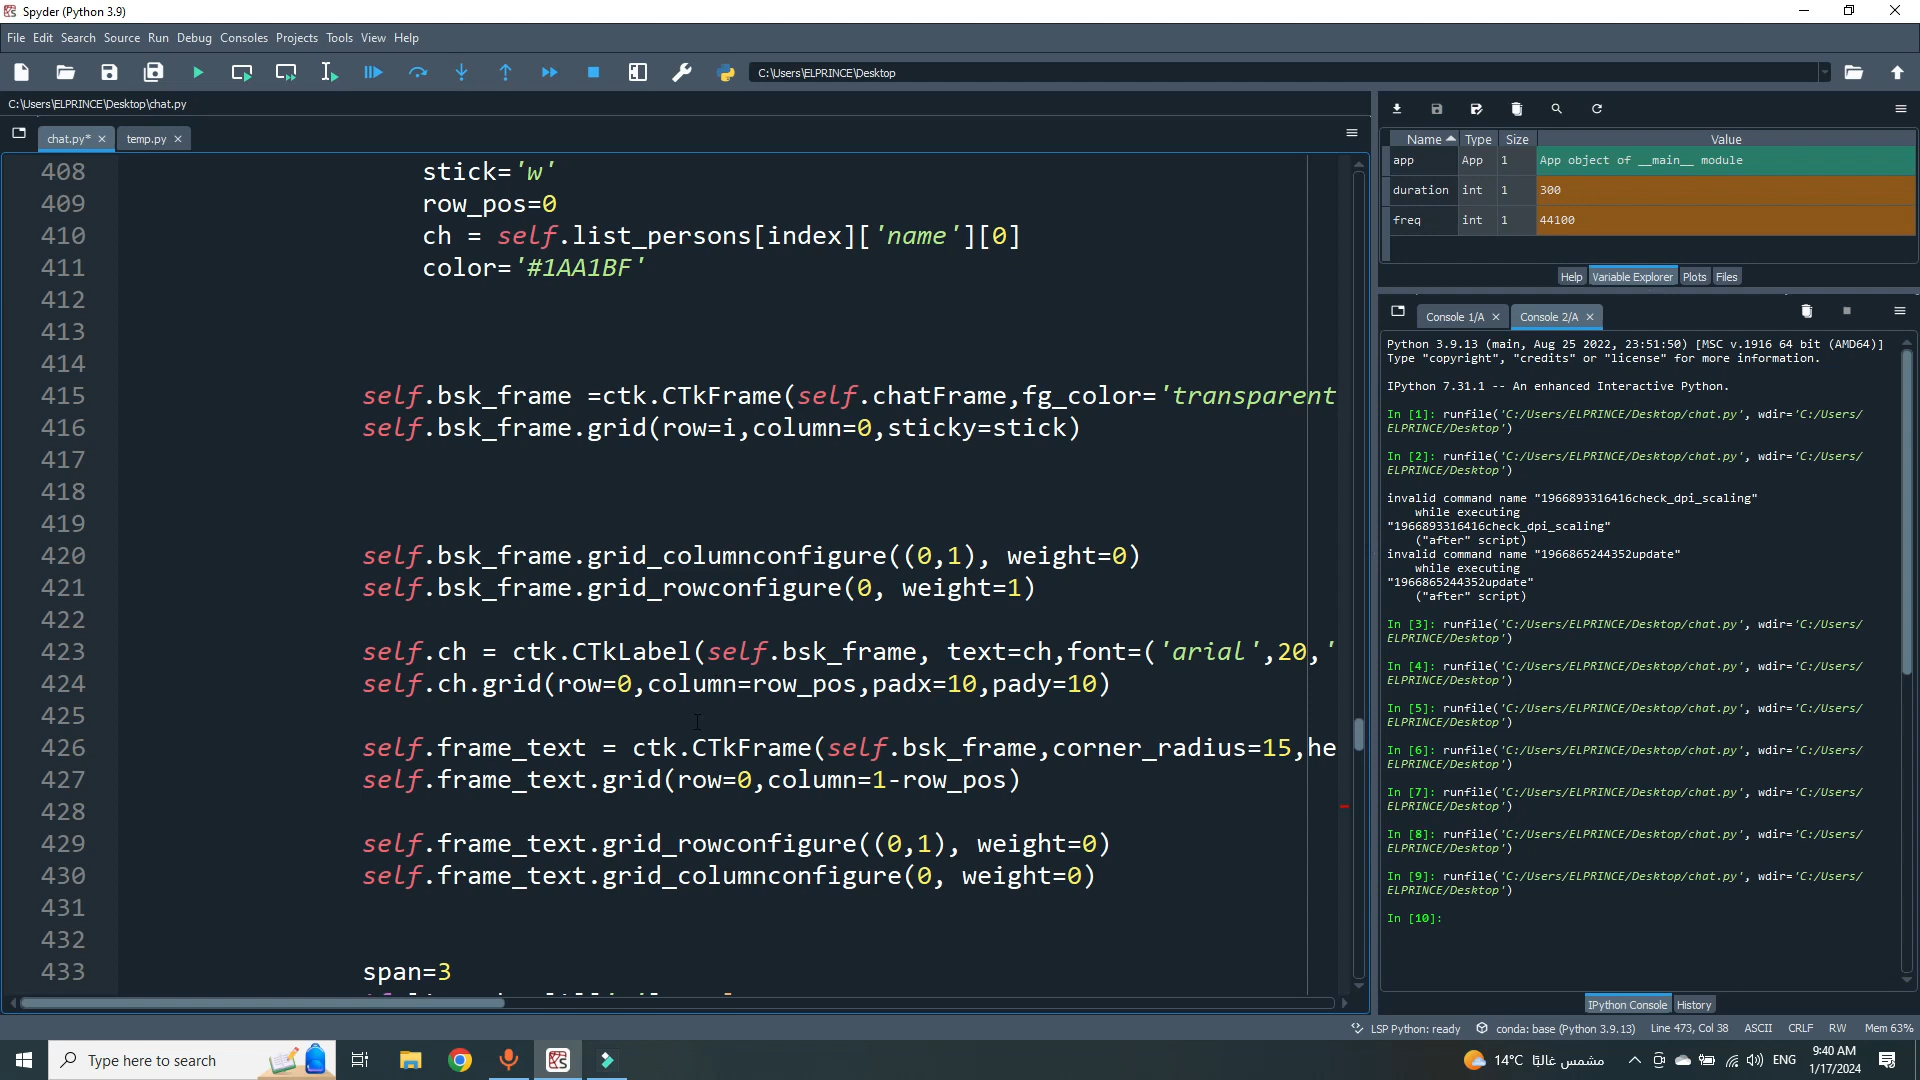 Spyder (Python 3.9)
File Edit Search Source Run Debug Consoles Projects Tools View Help
C:\Users\ELPRINCE\Desktop
C:\Users\ELPRINCE\Desktop\chat.py
chat.py* temp.py
408 stick='w'
409 row_pos=0
410 ch = self.list_persons[index]['name'][0]
411 color='#1AA1BF'
412
413
414
415 self.bsk_frame =ctk.CTkFrame(self.chatFrame,fg_color='transparent
416 self.bsk_frame.grid(row=i,column=0,sticky=stick)
417
418
419
420 self.bsk_frame.grid_columnconfigure((0,1), weight=0)
421 self.bsk_frame.grid_rowconfigure(0, weight=1)
422
423 self.ch = ctk.CTkLabel(self.bsk_frame, text=ch,font=('arial',20,'
424 self.ch.grid(row=0,column=row_pos,padx=10,pady=10)
425
426 self.frame_text = ctk.CTkFrame(self.bsk_frame,corner_radius=15,he
427 self.frame_text.grid(row=0,column=1-row_pos)
428
429 self.frame_text.grid_rowconfigure((0,1), weight=0)
430 self.frame_text.grid_columnconfigure(0, weight=0)
431
432
433 span=3
Name Type Size Value
app App 1 App object of __main__ module
duration int 1 300
freq int 1 44100
Help Variable Explorer Plots Files
Console 1/A Console 2/A
Python 3.9.13 (main, Aug 25 2022, 23:51:50) [MSC v.1916 64 bit (AMD64)]
Type "copyright", "credits" or "license" for more information.
IPython 7.31.1 -- An enhanced Interactive Python.
In [1]: runfile('C:/Users/ELPRINCE/Desktop/chat.py', wdir='C:/Users/
ELPRINCE/Desktop')
In [2]: runfile('C:/Users/ELPRINCE/Desktop/chat.py', wdir='C:/Users/
ELPRINCE/Desktop')
invalid command name "1966893316416check_dpi_scaling"
while executing
"1966893316416check_dpi_scaling"
("after" script)
invalid command name "1966865244352update"
while executing
"1966865244352update"
("after" script)
In [3]: runfile('C:/Users/ELPRINCE/Desktop/chat.py', wdir='C:/Users/
ELPRINCE/Desktop')
In [4]: runfile('C:/Users/ELPRINCE/Desktop/chat.py', wdir='C:/Users/
ELPRINCE/Desktop')
In [5]: runfile('C:/Users/ELPRINCE/Desktop/chat.py', wdir='C:/Users/
ELPRINCE/Desktop')
In [6]: runfile('C:/Users/ELPRINCE/Desktop/chat.py', wdir='C:/Users/
ELPRINCE/Desktop')
In [7]: runfile('C:/Users/ELPRINCE/Desktop/chat.py', wdir='C:/Users/
ELPRINCE/Desktop')
In [8]: runfile('C:/Users/ELPRINCE/Desktop/chat.py', wdir='C:/Users/
ELPRINCE/Desktop')
In [9]: runfile('C:/Users/ELPRINCE/Desktop/chat.py', wdir='C:/Users/
ELPRINCE/Desktop')
In [10]:
IPython Console History
LSP Python: ready conda: base (Python 3.9.13) Line 473, Col 38 ASCII CRLF RW Mem 63%
Type here to search
14°C مشمس غالبًا ENG
9:40 AM
1/17/2024